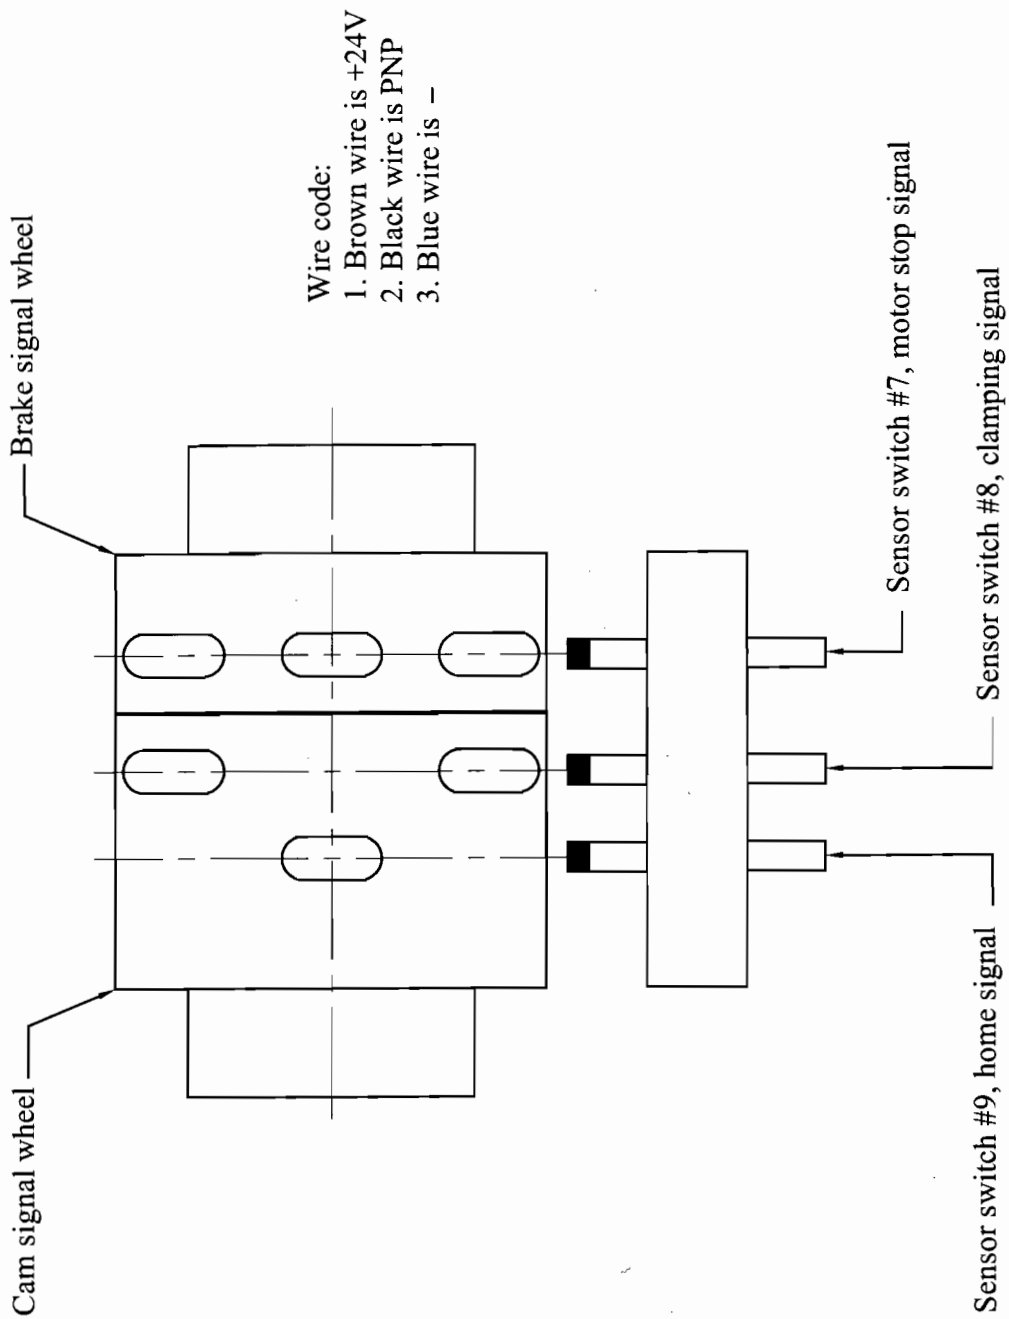 Cam signal wheel
Brake signal wheel
Wire code:
1. Brown wire is +24V
2. Black wire is PNP
3. Blue wire is –
Sensor switch #7, motor stop signal
Sensor switch #8, clamping signal
Sensor switch #9, home signal